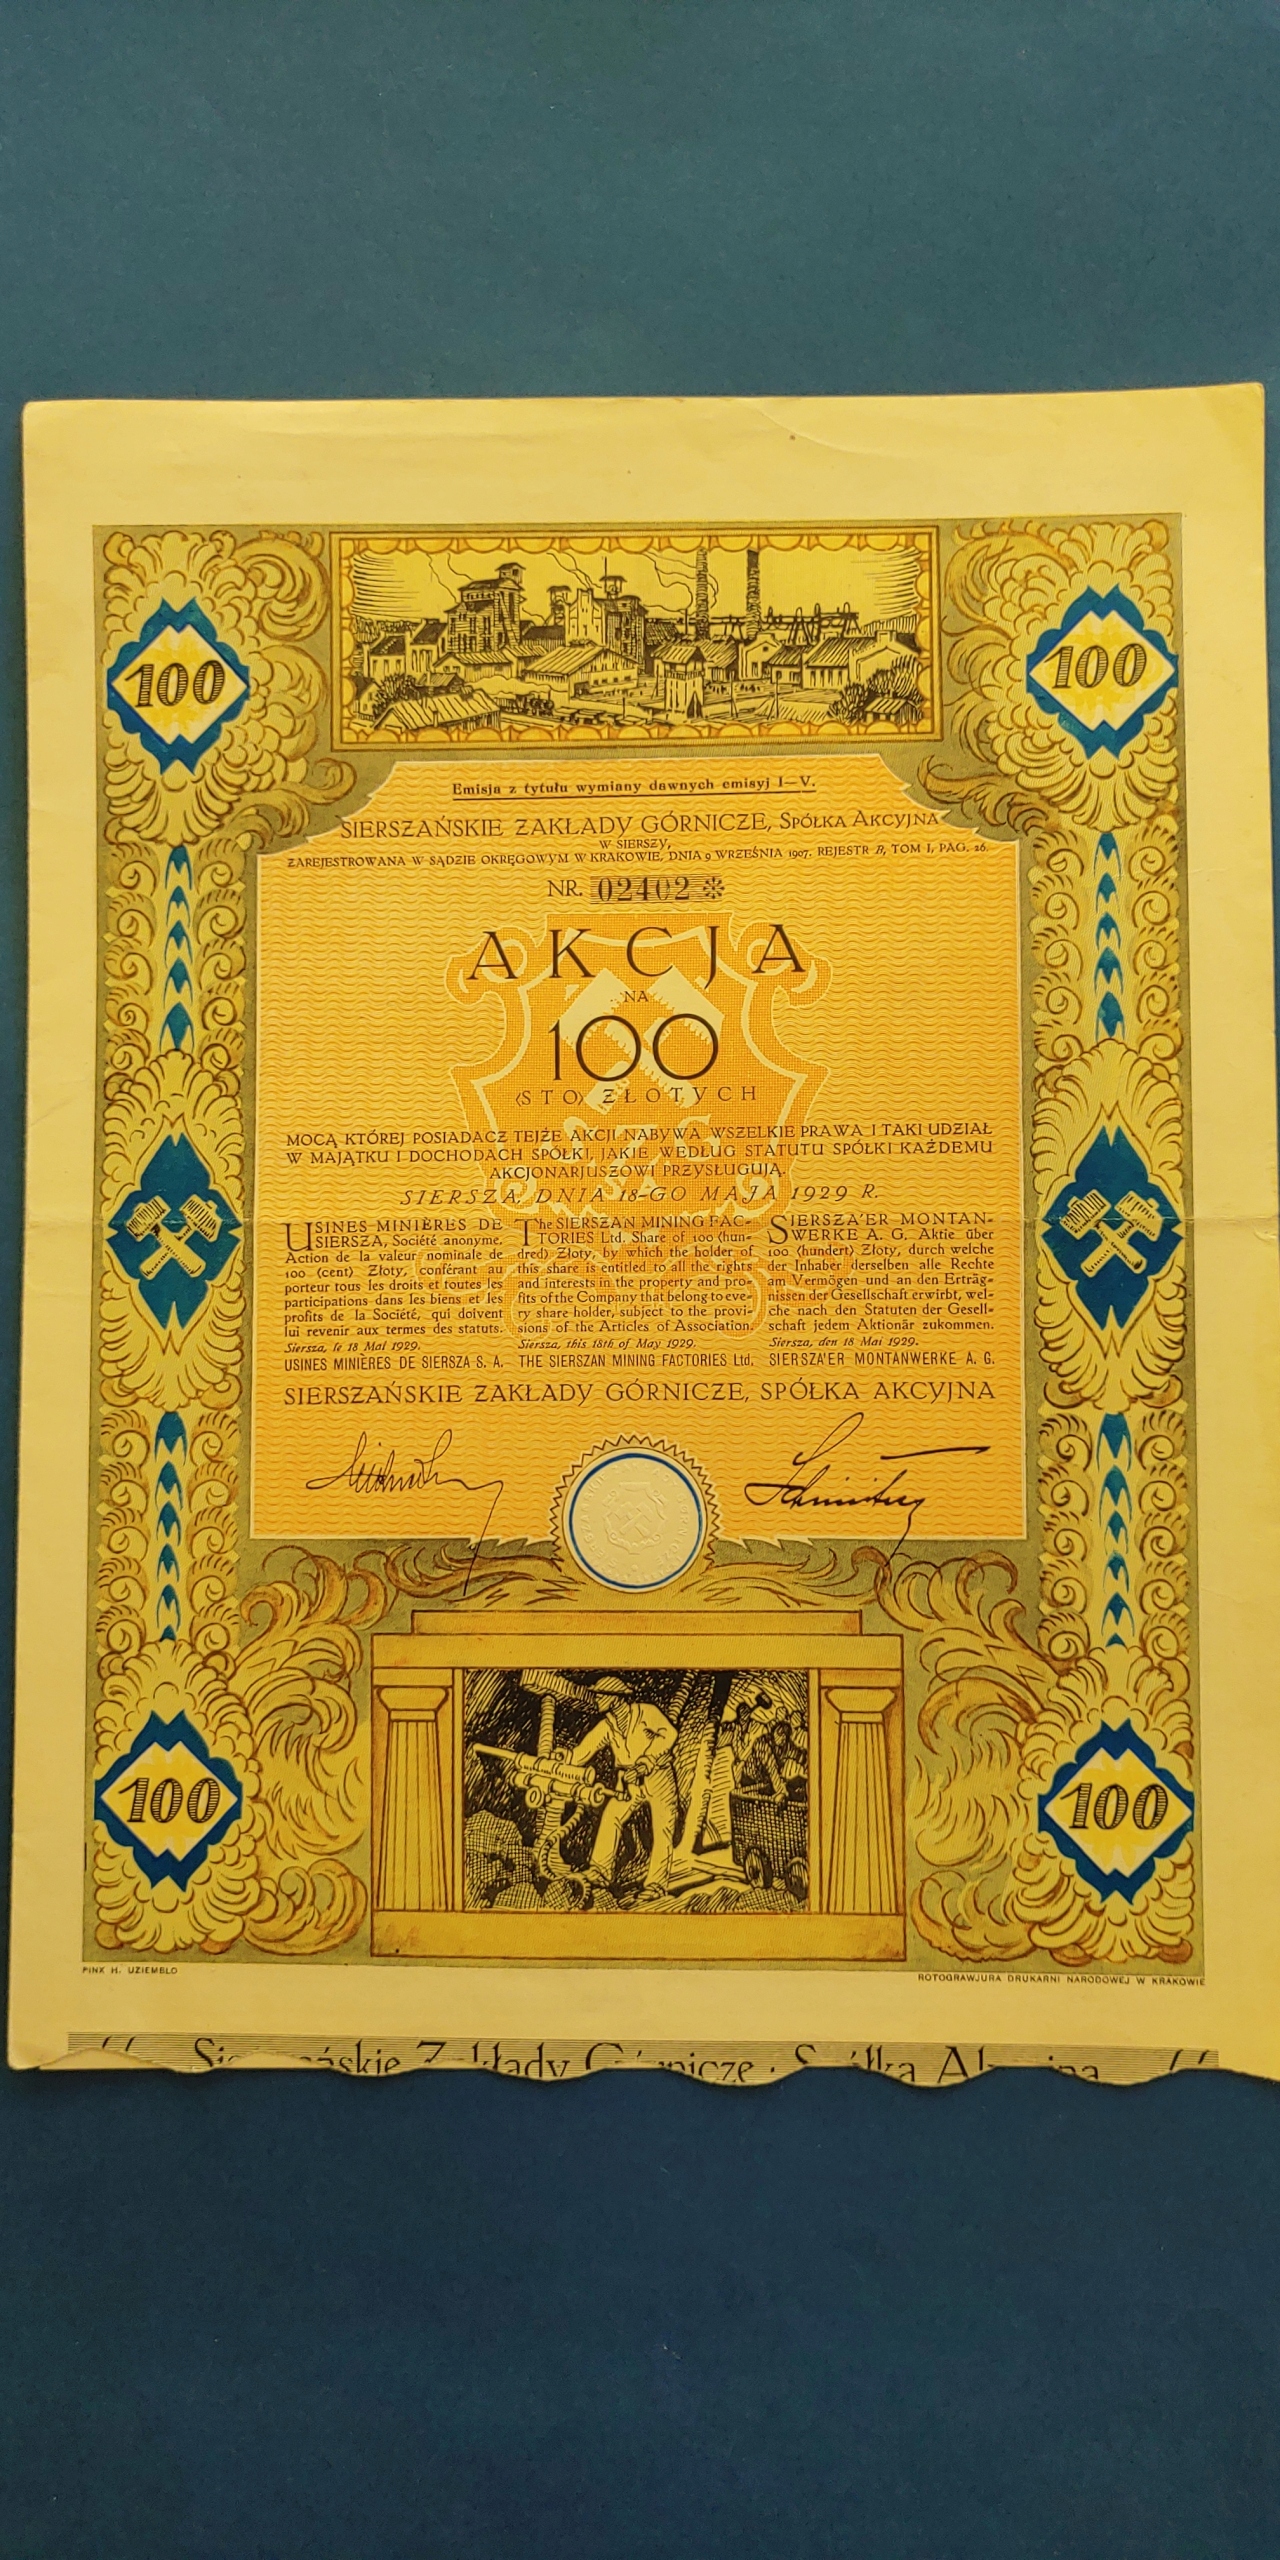 100
100
Emisja z tytułu wymiany dawnych emisyj I—V.
SIERSZAŃSKIE ZAKŁADY GÓRNICZE, SPÓŁKA AKCYJNA
W SIERSZY,
ZAREJESTROWANA W SĄDZIE OKRĘGOWYM W KRAKOWIE, DNIA 9 WRZEŚNIA 1907. REJESTR B, TOM I, PAG. 26.
NR. 02402 ❊
AKCJA
NA
100
(STO) ZŁOTYCH
MOCĄ KTÓREJ POSIADACZ TEJŻE AKCJI NABYWA WSZELKIE PRAWA I TAKI UDZIAŁ
W MAJĄTKU I DOCHODACH SPÓŁKI, JAKIE WEDŁUG STATUTU SPÓŁKI KAŻDEMU
AKCJONARJUSZOWI PRZYSŁUGUJĄ.
SIERSZA, DNIA 18-GO MAJA 1929 R.
USINES MINIÈRES DE
SIERSZA, Société anonyme.
Action de la valeur nominale de
100 (cent) Złoty, conférant au
porteur tous les droits et toutes les
participations dans les biens et les
profits de la Société, qui doivent
lui revenir aux termes des statuts.
Siersza, le 18 Mai 1929.
USINES MINIÈRES DE SIERSZA S. A.
The SIERSZAN MINING FAC-
TORIES Ltd. Share of 100 (hun-
dred) Złoty, by which the holder of
this share is entitled to all the rights
and interests in the property and pro-
fits of the Company that belong to eve-
ry share holder, subject to the provi-
sions of the Articles of Association.
Siersza, this 18th of May 1929.
THE SIERSZAN MINING FACTORIES Ltd.
SIERSZA'ER MONTAN-
WERKE A. G. Aktie über
100 (hundert) Złoty, durch welche
der Inhaber derselben alle Rechte
am Vermögen und an den Erträg-
nissen der Gesellschaft erwirbt, wel-
che nach den Statuten der Gesell-
schaft jedem Aktionär zukommen.
Siersza, den 18 Mai 1929.
SIERSZA'ER MONTANWERKE A. G.
SIERSZAŃSKIE ZAKŁADY GÓRNICZE, SPÓŁKA AKCYJNA
100
100
PINX H. UZIEMBLO
ROTOGRAWJURA DRUKARNI NARODOWEJ W KRAKOWIE
Sierszańskie Zakłady Górnicze · Spółka Akcyjna